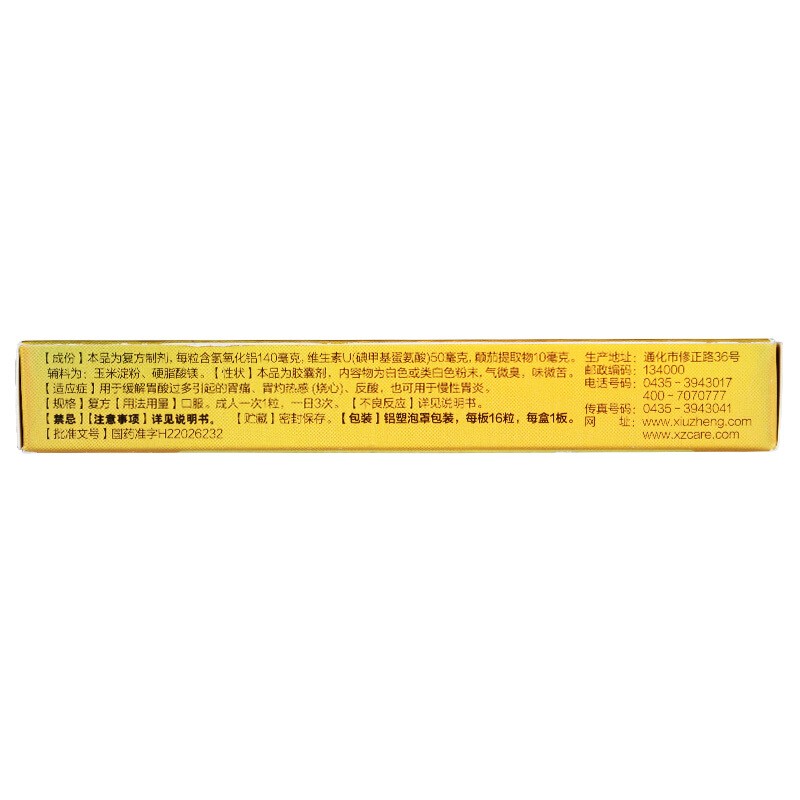 【成份】本品为复方制剂，每粒含氢氧化铝140毫克，维生素U(碘甲基蛋氨酸)50毫克，颠茄提取物10毫克。
辅料为：玉米淀粉、硬脂酸镁。【性状】本品为胶囊剂，内容物为白色或类白色粉末，气微臭，味微苦。
【适应症】用于缓解胃酸过多引起的胃痛、胃灼热感(烧心)、反酸，也可用于慢性胃炎。
【规格】复方【用法用量】口服。成人一次1粒，一日3次。【不良反应】详见说明书。
【禁忌】【注意事项】详见说明书。【贮藏】密封保存。【包装】铝塑泡罩包装，每板16粒，每盒1板。
【批准文号】国药准字H22026232
生产地址：通化市修正路36号
邮政编码：134000
电话号码：0435-3943017
400-7070777
传真号码：0435-3943041
网 址：www.xiuzheng.com
www.xzcare.com